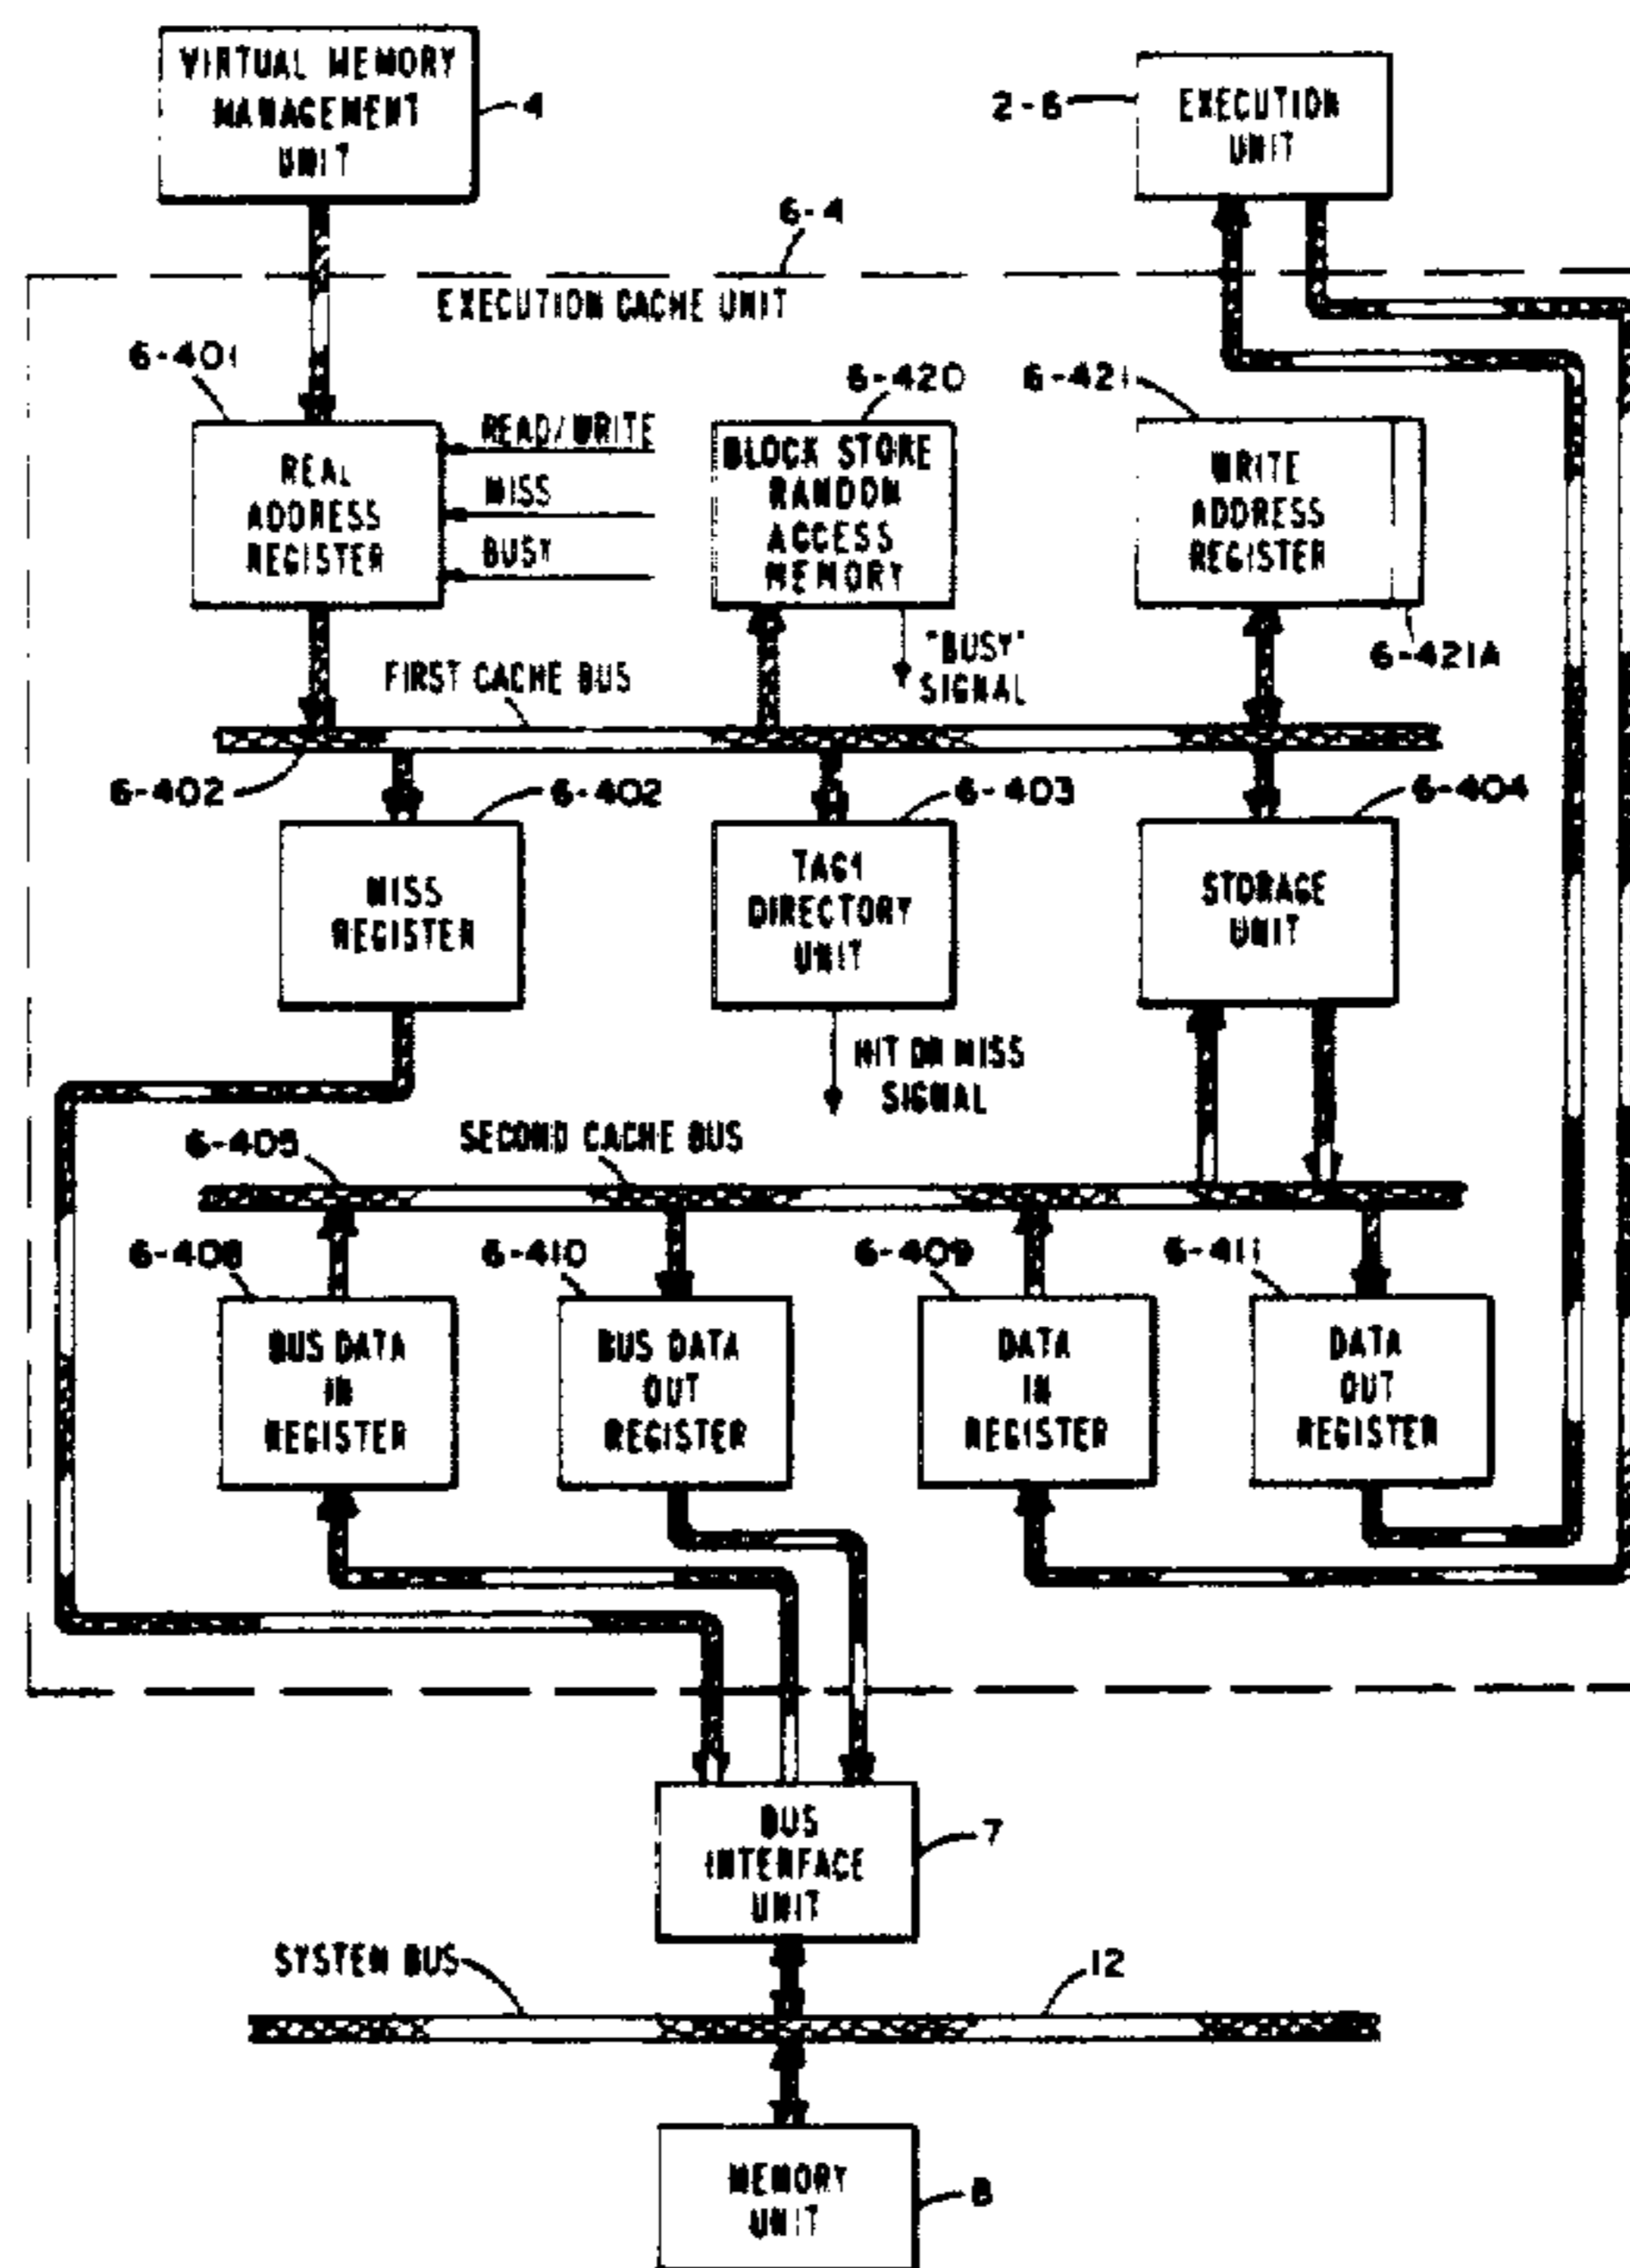 VIRTUAL MEMORY
MANAGEMENT
UNIT
4
2-6
EXECUTION
UNIT
6-4
EXECUTION CACHE UNIT
6-401
REAL
ADDRESS
REGISTER
READ/WRITE
MISS
BUSY
6-420
BLOCK STORE
RANDOM
ACCESS
MEMORY
6-421
WRITE
ADDRESS
REGISTER
6-421A
"BUSY"
SIGNAL
FIRST CACHE BUS
6-402
6-402
MISS
REGISTER
6-403
TAG1
DIRECTORY
UNIT
6-404
STORAGE
UNIT
HIT OR MISS
SIGNAL
6-405
SECOND CACHE BUS
6-408
BUS DATA
IN
REGISTER
6-410
BUS DATA
OUT
REGISTER
6-409
DATA
IN
REGISTER
6-411
DATA
OUT
REGISTER
BUS
INTERFACE
UNIT
7
SYSTEM BUS
12
MEMORY
UNIT
8